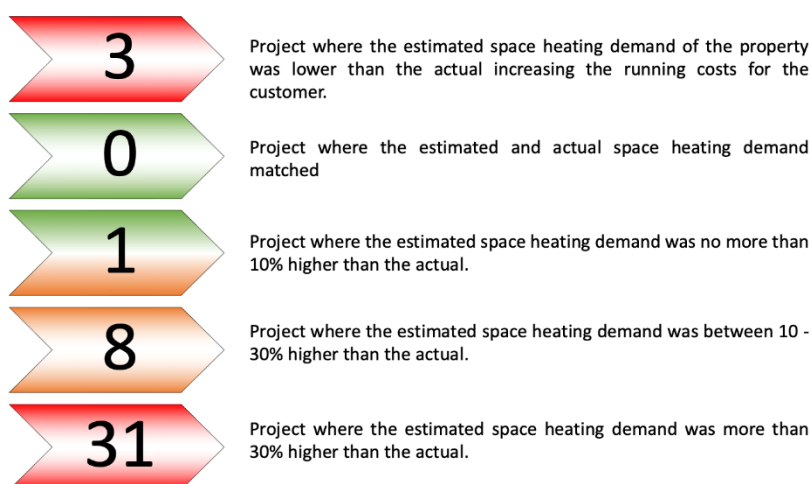 3
Project where the estimated space heating demand of the property
was lower than the actual increasing the running costs for the
customer.
0
Project where the estimated and actual space heating demand
matched
1
Project where the estimated space heating demand was no more than
10% higher than the actual.
8
Project where the estimated space heating demand was between 10 -
30% higher than the actual.
31
Project where the estimated space heating demand was more than
30% higher than the actual.